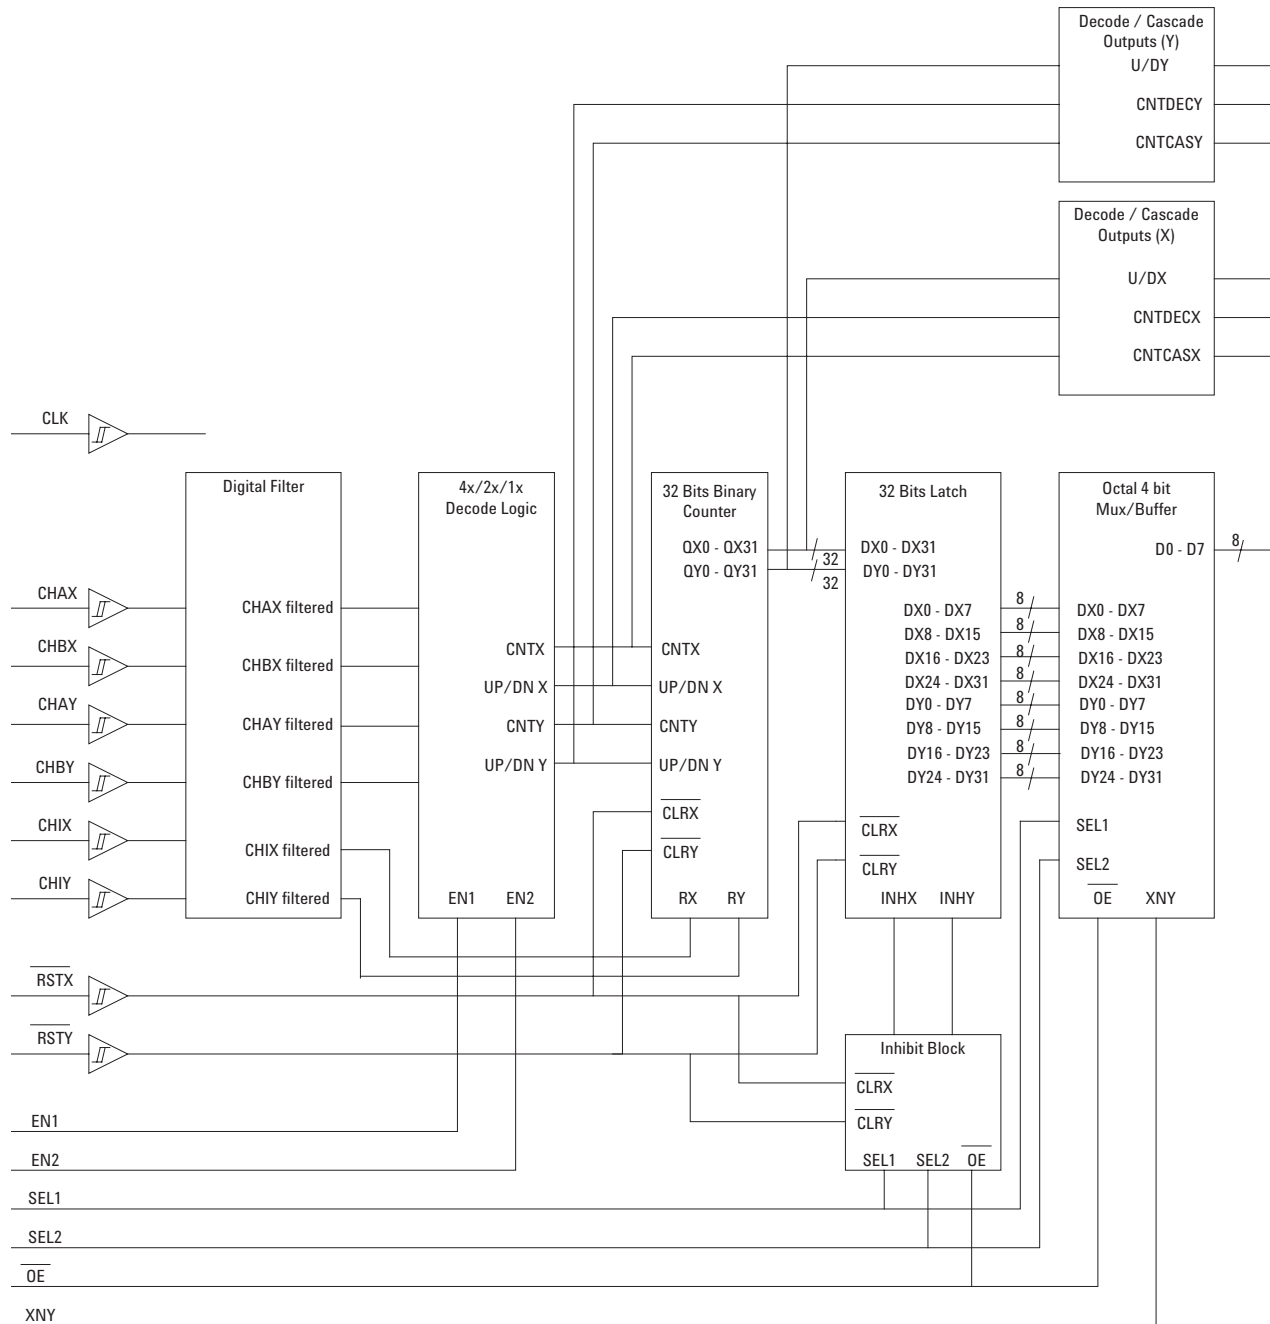 Decode / Cascade
Outputs (Y)
U/DY
CNTDECY
CNTCASY
Decode / Cascade
Outputs (X)
U/DX
CNTDECX
CNTCASX
CLK
Digital Filter
CHAX filtered
CHBX filtered
CHAY filtered
CHBY filtered
CHIX filtered
CHIY filtered
4x/2x/1x
Decode Logic
CNTX
UP/DN X
CNTY
UP/DN Y
EN1 EN2
32 Bits Binary
Counter
QX0 - QX31
QY0 - QY31
CNTX
UP/DN X
CNTY
UP/DN Y
CLRX
CLRY
RX RY
32
32
32 Bits Latch
DX0 - DX31
DY0 - DY31
DX0 - DX7
DX8 - DX15
DX16 - DX23
DX24 - DX31
DY0 - DY7
DY8 - DY15
DY16 - DY23
DY24 - DY31
CLRX
CLRY
INHX INHY
8
8
8
8
8
8
8
8
Octal 4 bit
Mux/Buffer
D0 - D7
8
DX0 - DX7
DX8 - DX15
DX16 - DX23
DX24 - DX31
DY0 - DY7
DY8 - DY15
DY16 - DY23
DY24 - DY31
SEL1
SEL2
OE XNY
CHAX
CHBX
CHAY
CHBY
CHIX
CHIY
RSTX
RSTY
Inhibit Block
CLRX
CLRY
SEL1 SEL2 OE
EN1
EN2
SEL1
SEL2
OE
XNY